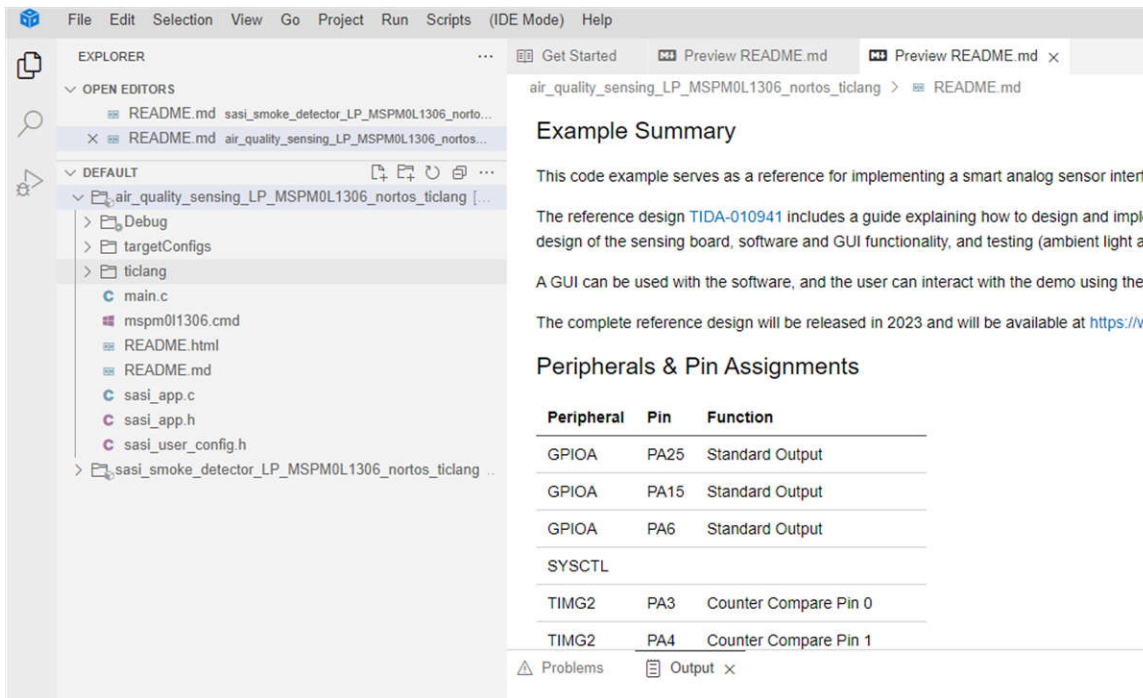 File Edit Selection View Go Project Run Scripts (IDE Mode) Help
EXPLORER
OPEN EDITORS
README.md sasi_smoke_detector_LP_MSPM0L1306_norto...
README.md air_quality_sensing_LP_MSPM0L1306_nortos...
DEFAULT
air_quality_sensing_LP_MSPM0L1306_nortos_ticlang [...
Debug
targetConfigs
ticlang
C main.c
mspm0l1306.cmd
README.html
README.md
C sasi_app.c
C sasi_app.h
C sasi_user_config.h
sasi_smoke_detector_LP_MSPM0L1306_nortos_ticlang ...
Get Started Preview README.md Preview README.md
air_quality_sensing_LP_MSPM0L1306_nortos_ticlang > README.md
Example Summary
This code example serves as a reference for implementing a smart analog sensor interf
The reference design TIDA-010941 includes a guide explaining how to design and imple
design of the sensing board, software and GUI functionality, and testing (ambient light a
A GUI can be used with the software, and the user can interact with the demo using the
The complete reference design will be released in 2023 and will be available at https://w
Peripherals & Pin Assignments
Peripheral Pin Function
GPIOA PA25 Standard Output
GPIOA PA15 Standard Output
GPIOA PA6 Standard Output
SYSCTL
TIMG2 PA3 Counter Compare Pin 0
TIMG2 PA4 Counter Compare Pin 1
Problems Output